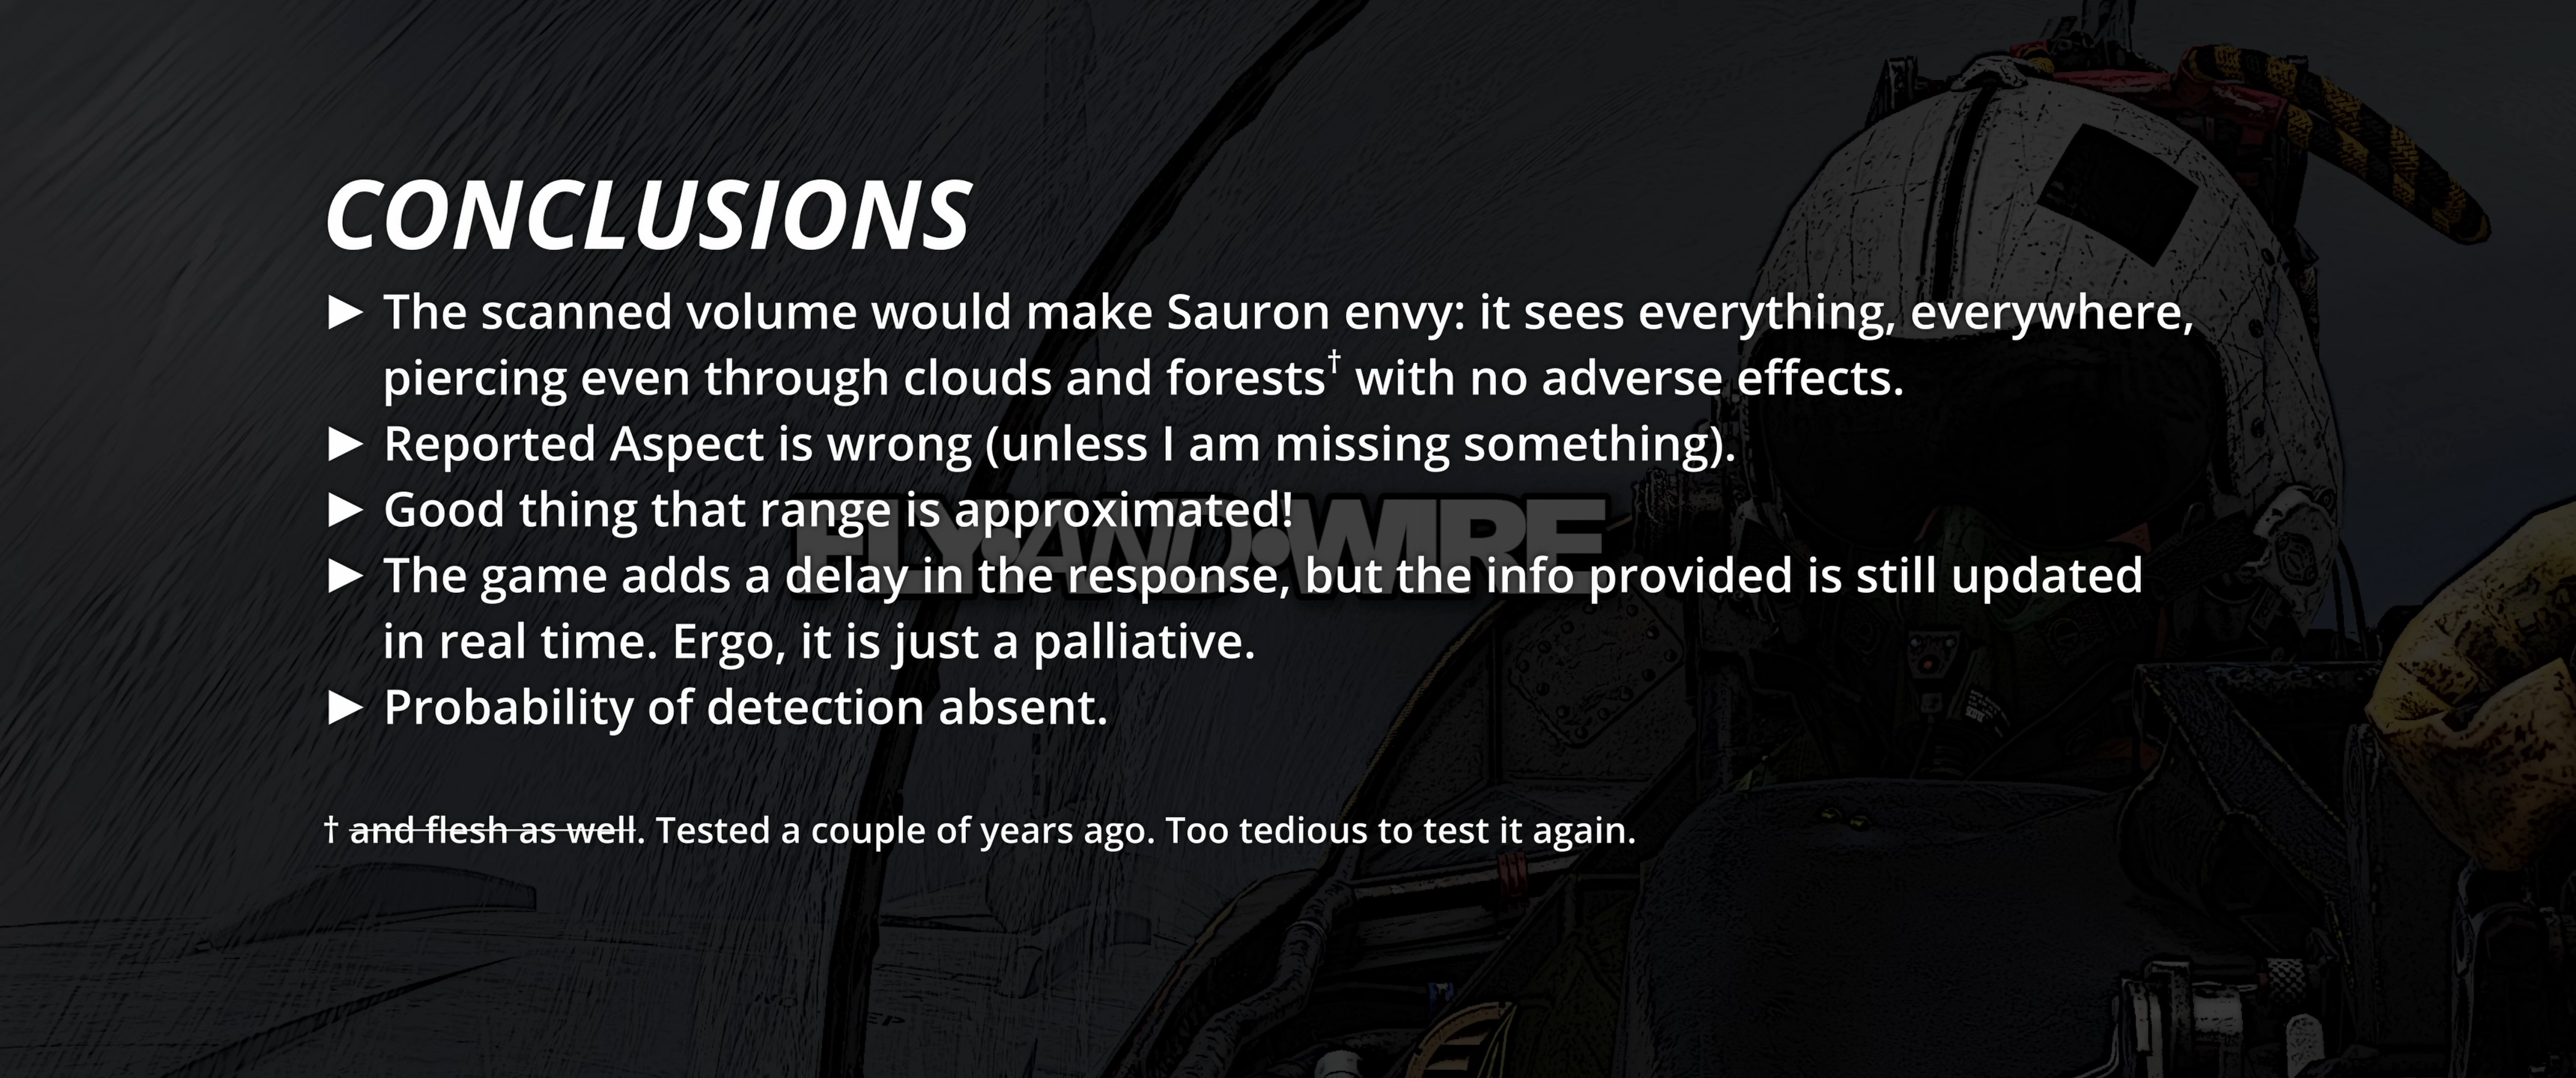 CONCLUSIONS
► The scanned volume would make Sauron envy: it sees everything, everywhere,
piercing even through clouds and forests† with no adverse effects.
► Reported Aspect is wrong (unless I am missing something).
► Good thing that range is approximated!
FLY•AND•WIRE
► The game adds a delay in the response, but the info provided is still updated
in real time. Ergo, it is just a palliative.
► Probability of detection absent.
† and flesh as well. Tested a couple of years ago. Too tedious to test it again.